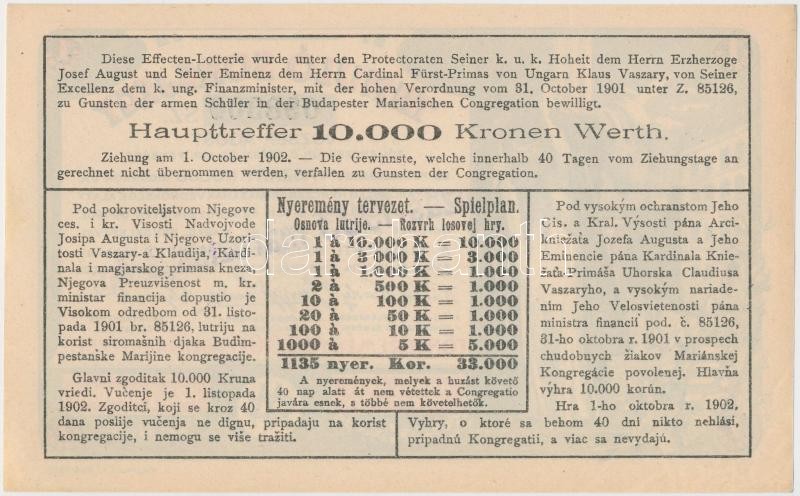 Diese Effecten-Lotterie wurde unter den Protectoraten Seiner k. u. k. Hoheit dem Herrn Erzherzoge
Josef August und Seiner Eminenz dem Herrn Cardinal Fürst-Primas von Ungarn Klaus Vaszary, von Seiner
Excellenz dem k. ung. Finanzminister, mit der hohen Verordnung vom 31. October 1901 unter Z. 85126,
zu Gunsten der armen Schüler in der Budapester Marianischen Congregation bewilligt.
Haupttreffer 10.000 Kronen Werth.
Ziehung am 1. October 1902. — Die Gewinnste, welche innerhalb 40 Tagen vom Ziehungstage an
gerechnet nicht übernommen werden, verfallen zu Gunsten der Congregation.
Pod pokroviteljstvom Njegove
ces. i kr. Visosti Nadvojvode
Josipa Augusta i Njegove Uzori-
tosti Vaszary-a Klaudija, Kárdi-
nala i magjarskog primasa kneza,
Njegova Preuzvišenost m. kr.
ministar financija dopustio je
Visokom odredbom od 31. listo-
pada 1901 br. 85126, lutriju na
korist siromašnih djaka Budim-
pestanške Marijine kongregacije.
Glavni zgoditak 10.000 Kruna
vriedi. Vučenje je 1. listopada
1902. Zgoditci, koji se kroz 40
dana poslije vučenja ne dignu, pripadaju na korist
kongregacije, i nemogu se više tražiti.
Nyeremény tervezet. — Spielplan.
Osnova lutrije. — Rozvrh losovej hry.
1 à 10.000 K = 10.000
1 à 3.000 K = 3.000
1 à 1.000 K = 1.000
2 à 500 K = 1.000
10 à 100 K = 1.000
20 à 50 K = 1.000
100 à 10 K = 1.000
1000 à 5 K = 5.000
1135 nyer. Kor. 33.000
A nyeremények, melyek a huzást követő
40 nap alatt át nem vétettek a Congregatio
javára esnek, s többé nem követelhetők.
Pod vysokým ochranstom Jeho
Cis. a Kral. Výsosti pána Arci-
kniežaťa Jozefa Augusta a Jeho
Eminencie pána Kardinala Knie-
žaťa-Primáša Uhorska Claudiusa
Vaszaryho, a vysokým nariade-
ním Jeho Velosvietenosti pána
ministra financií pod. č. 85126,
31-ho oktobra r. 1901 v prospech
chudobnych žiakov Mariánskej
Kongregácie povolenej. Hlavňa
výhra 10.000 korún.
Hra 1-ho oktobra r. 1902,
Vyhry, o ktoré sa behom 40 dní nikto nehlási,
pripadnú Kongregatii, a viac sa nevydajú.
darabanth